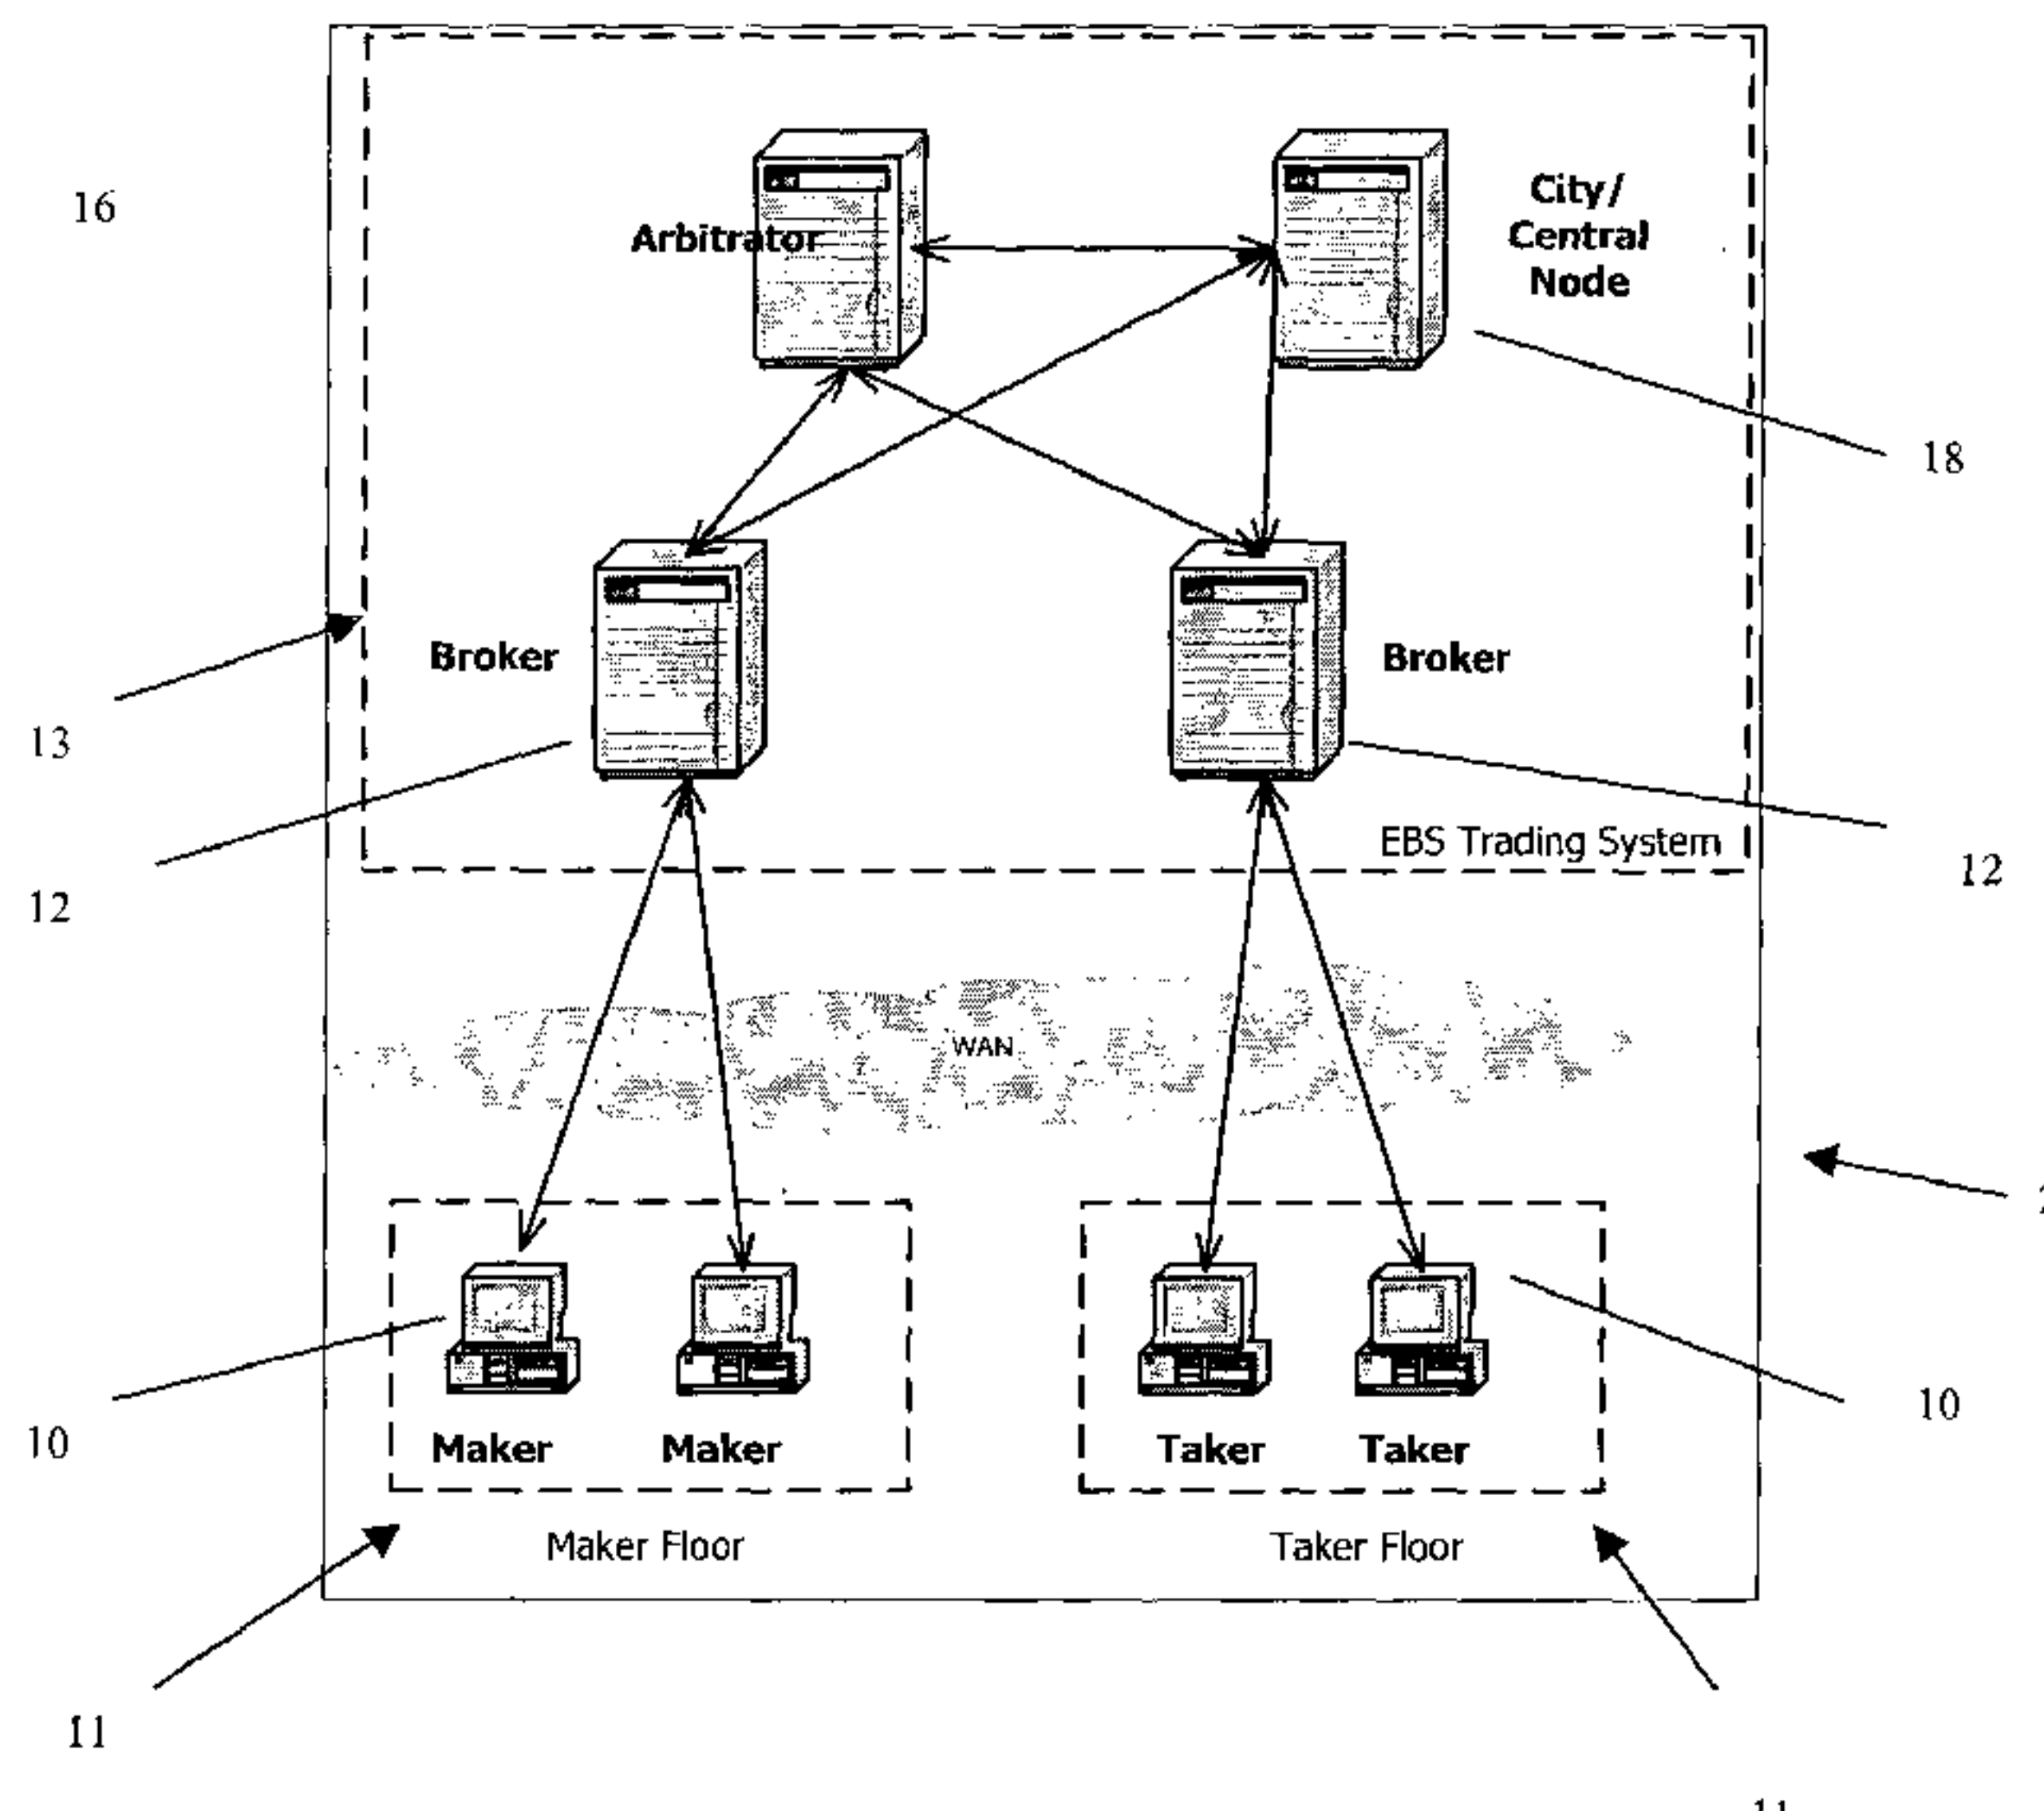 16
Arbitrator
City/
Central
Node
18
Broker
Broker
13
EBS Trading System
12
12
WAN
10
10
Maker
Maker
Taker
Taker
Maker Floor
Taker Floor
11